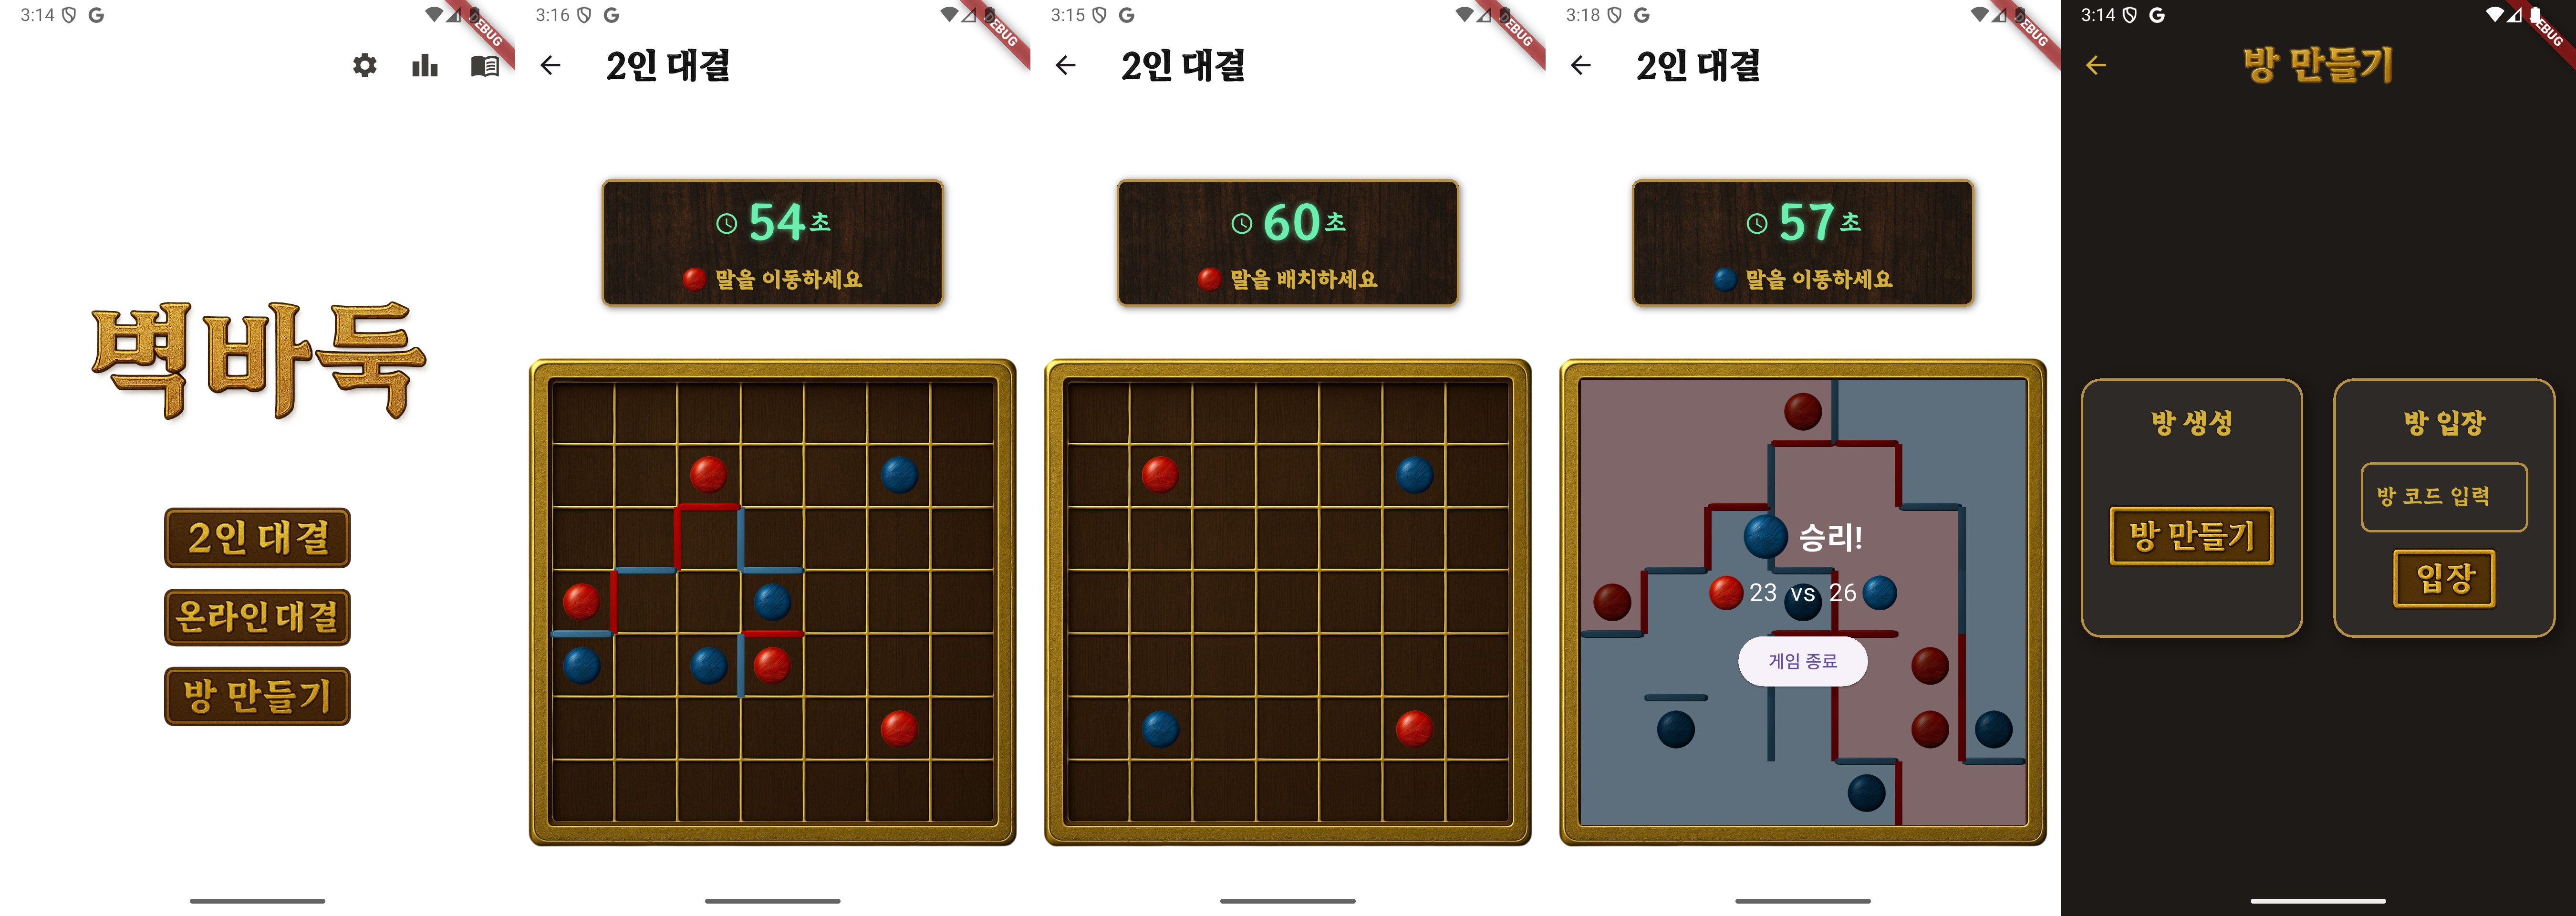 3:14 G
DEBUG
벽바둑
2인 대결
온라인대결
방 만들기
3:16 G
DEBUG
2인 대결
54초
말을 이동하세요
3:15 G
DEBUG
2인 대결
60초
말을 배치하세요
3:18 G
DEBUG
2인 대결
57초
말을 이동하세요
승리!
23 vs 26
게임 종료
3:14 G
DEBUG
방 만들기
방 생성
방 만들기
방 입장
방 코드 입력
입장